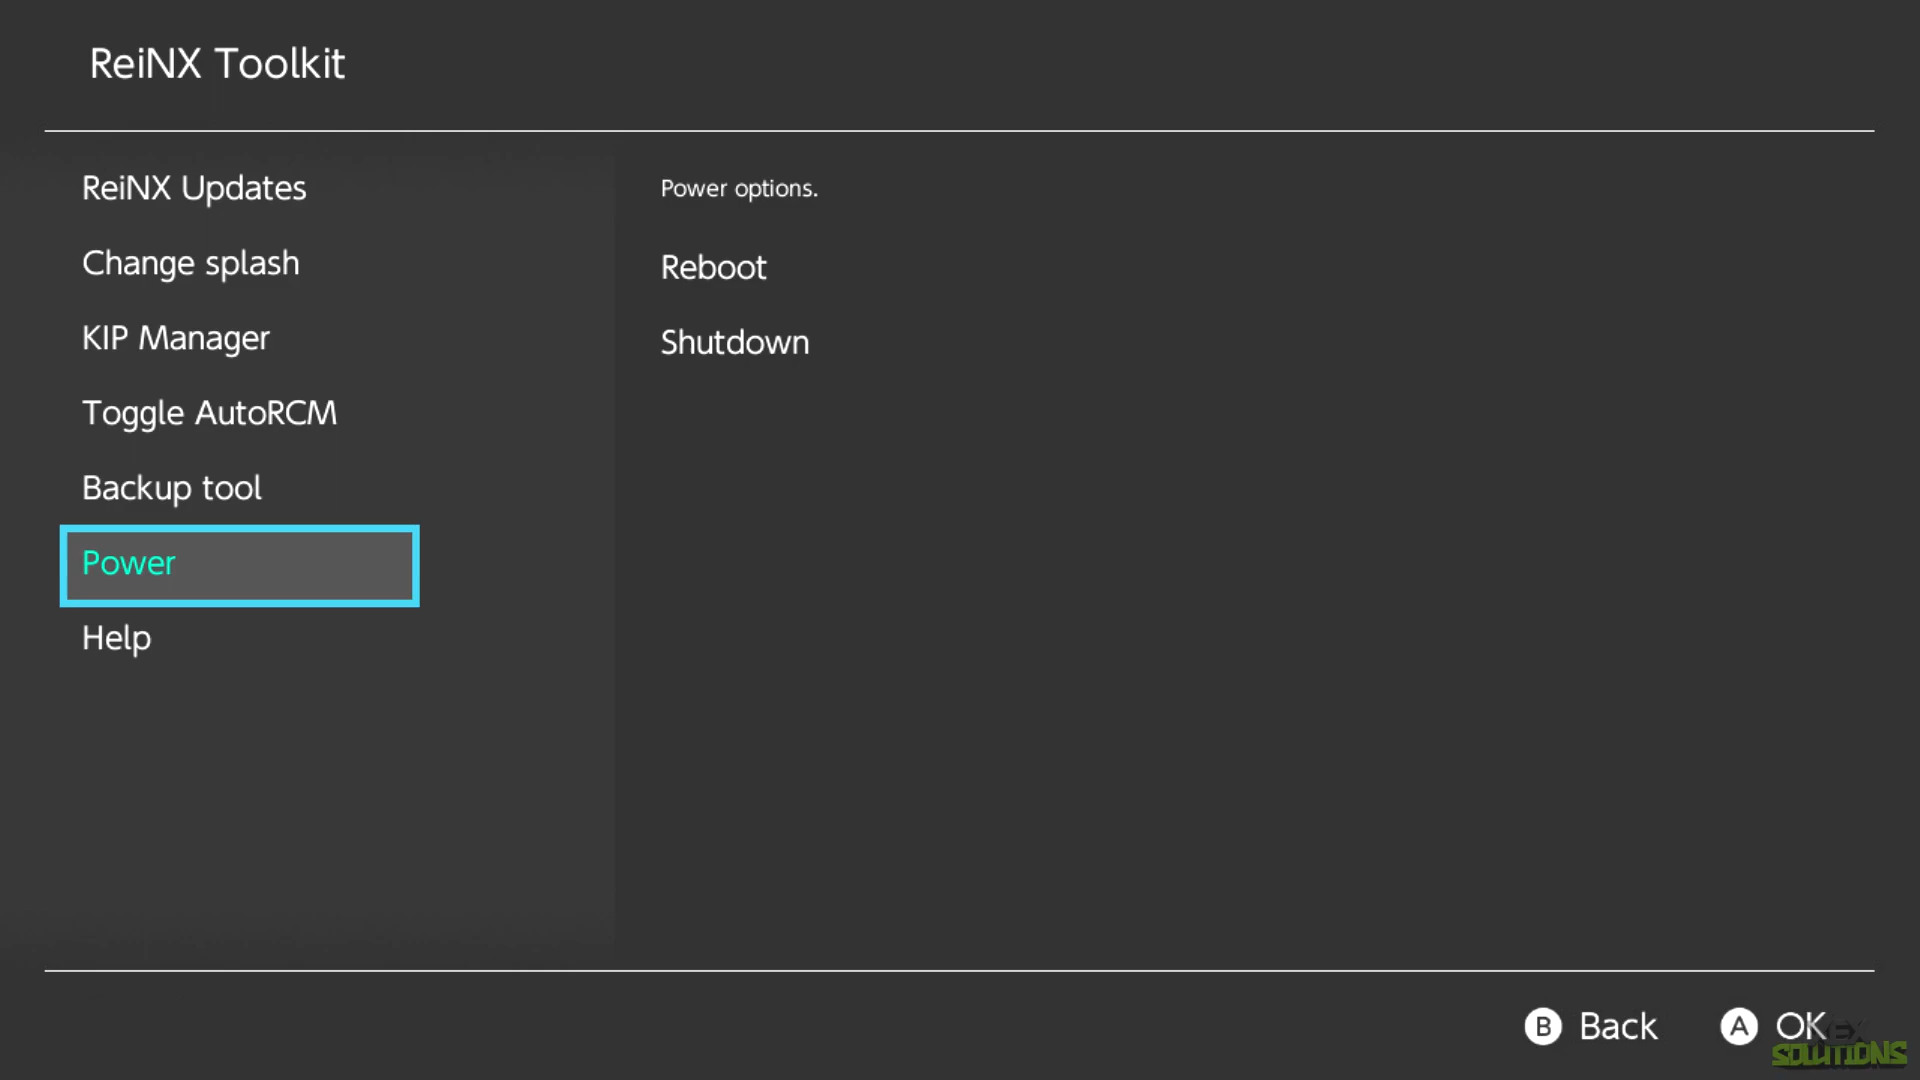 ReiNX Toolkit
ReiNX Updates
Change splash
KIP Manager
Toggle AutoRCM
Backup tool
Power
Help
Power options.
Reboot
Shutdown
B Back
A OK
SOLUTIONS